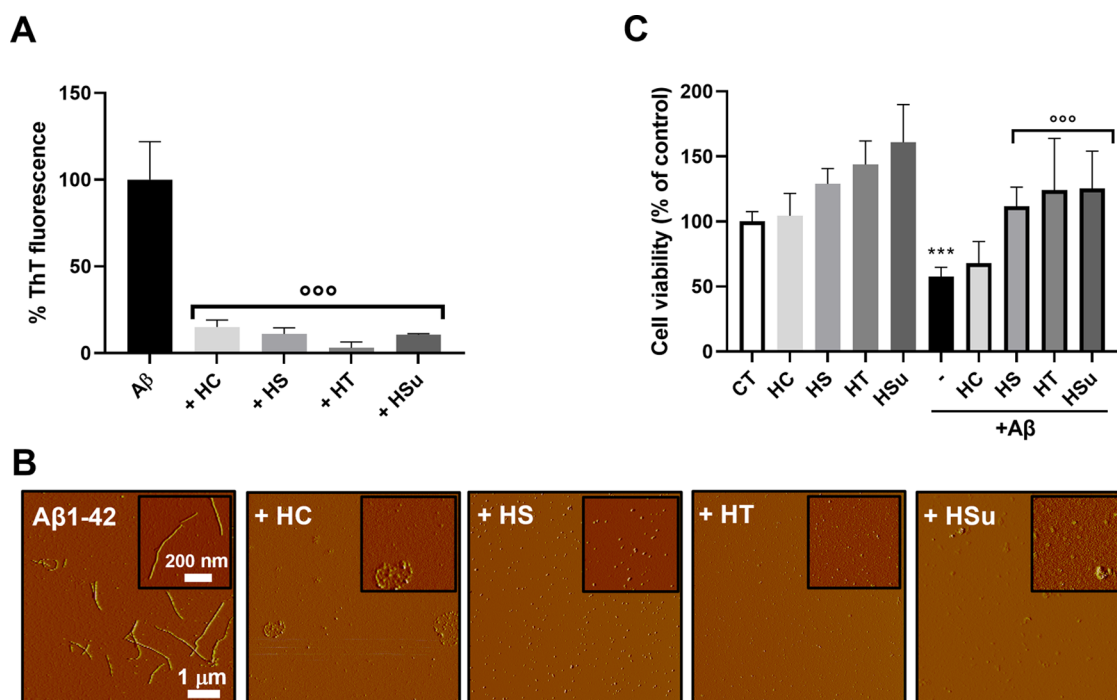 A
% ThT fluorescence
150
100
50
0
°°°
Aβ
+ HC
+ HS
+ HT
+ HSu
C
Cell viability (% of control)
200
150
100
50
0
***
°°°
CT
HC
HS
HT
HSu
-
HC
HS
HT
HSu
+Aβ
B
Aβ1-42
200 nm
1 μm
+ HC
+ HS
+ HT
+ HSu